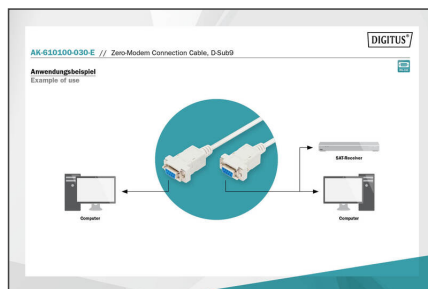 DIGITUS®
AK-610100-030-E // Zero-Modem Connection Cable, D-Sub9
Anwendungsbeispiel
Example of use
SAT-Receiver
Computer
Computer